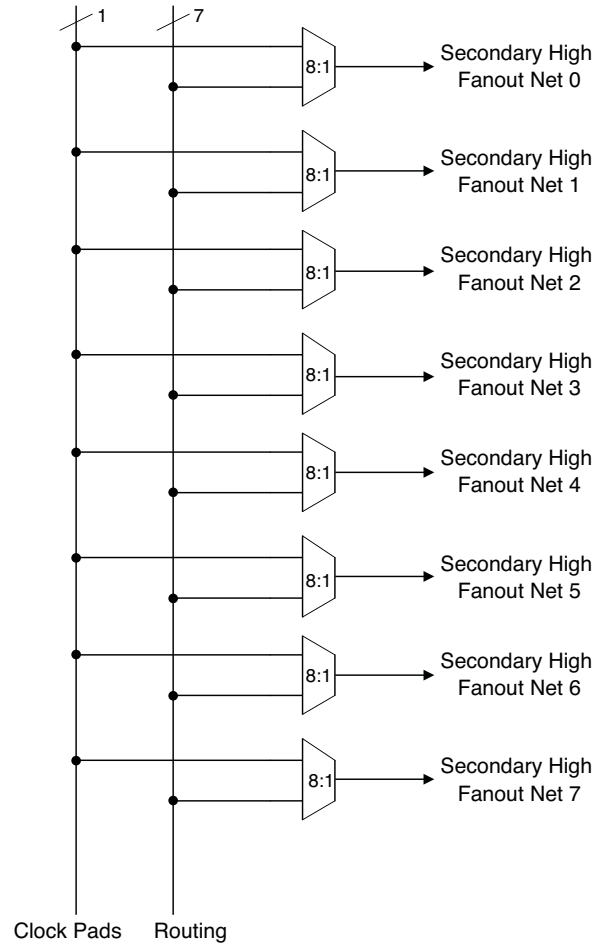 1
7
8:1
Secondary High
Fanout Net 0
8:1
Secondary High
Fanout Net 1
8:1
Secondary High
Fanout Net 2
8:1
Secondary High
Fanout Net 3
8:1
Secondary High
Fanout Net 4
8:1
Secondary High
Fanout Net 5
8:1
Secondary High
Fanout Net 6
8:1
Secondary High
Fanout Net 7
Clock Pads
Routing